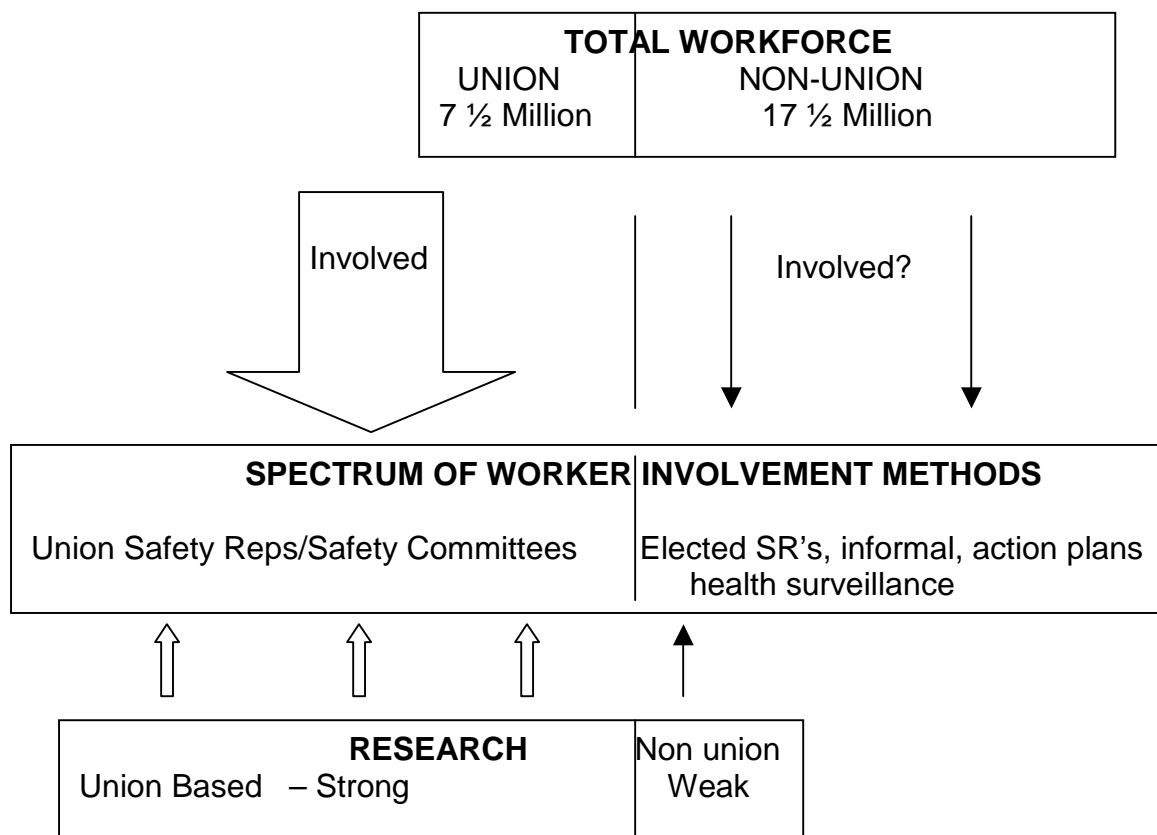 TOTAL WORKFORCE
UNION NON-UNION
7 ½ Million 17 ½ Million
Involved
Involved?
SPECTRUM OF WORKER INVOLVEMENT METHODS
Union Safety Reps/Safety Committees Elected SR's, informal, action plans
health surveillance
RESEARCH Non union
Union Based – Strong Weak